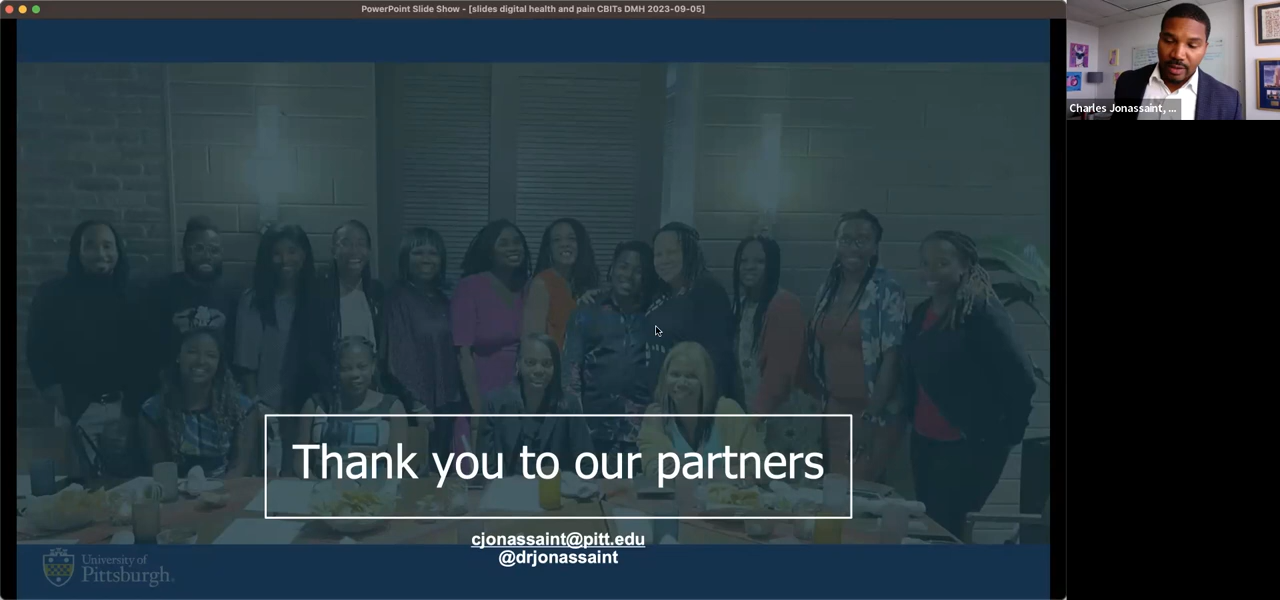 PowerPoint Slide Show - [slides digital health and pain CBITs DMH 2023-09-05]
Charles Jonassaint, ...
Thank you to our partners
cjonassaint@pitt.edu
@drjonassaint
University of
Pittsburgh